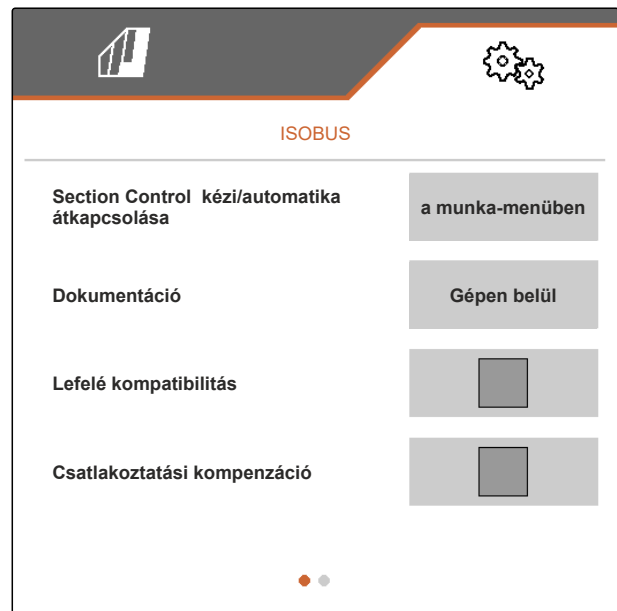 ISOBUS
Section Control  kézi/automatika
átkapcsolása
a munka-menüben
Dokumentáció
Gépen belül
Lefelé kompatibilitás
Csatlakoztatási kompenzáció